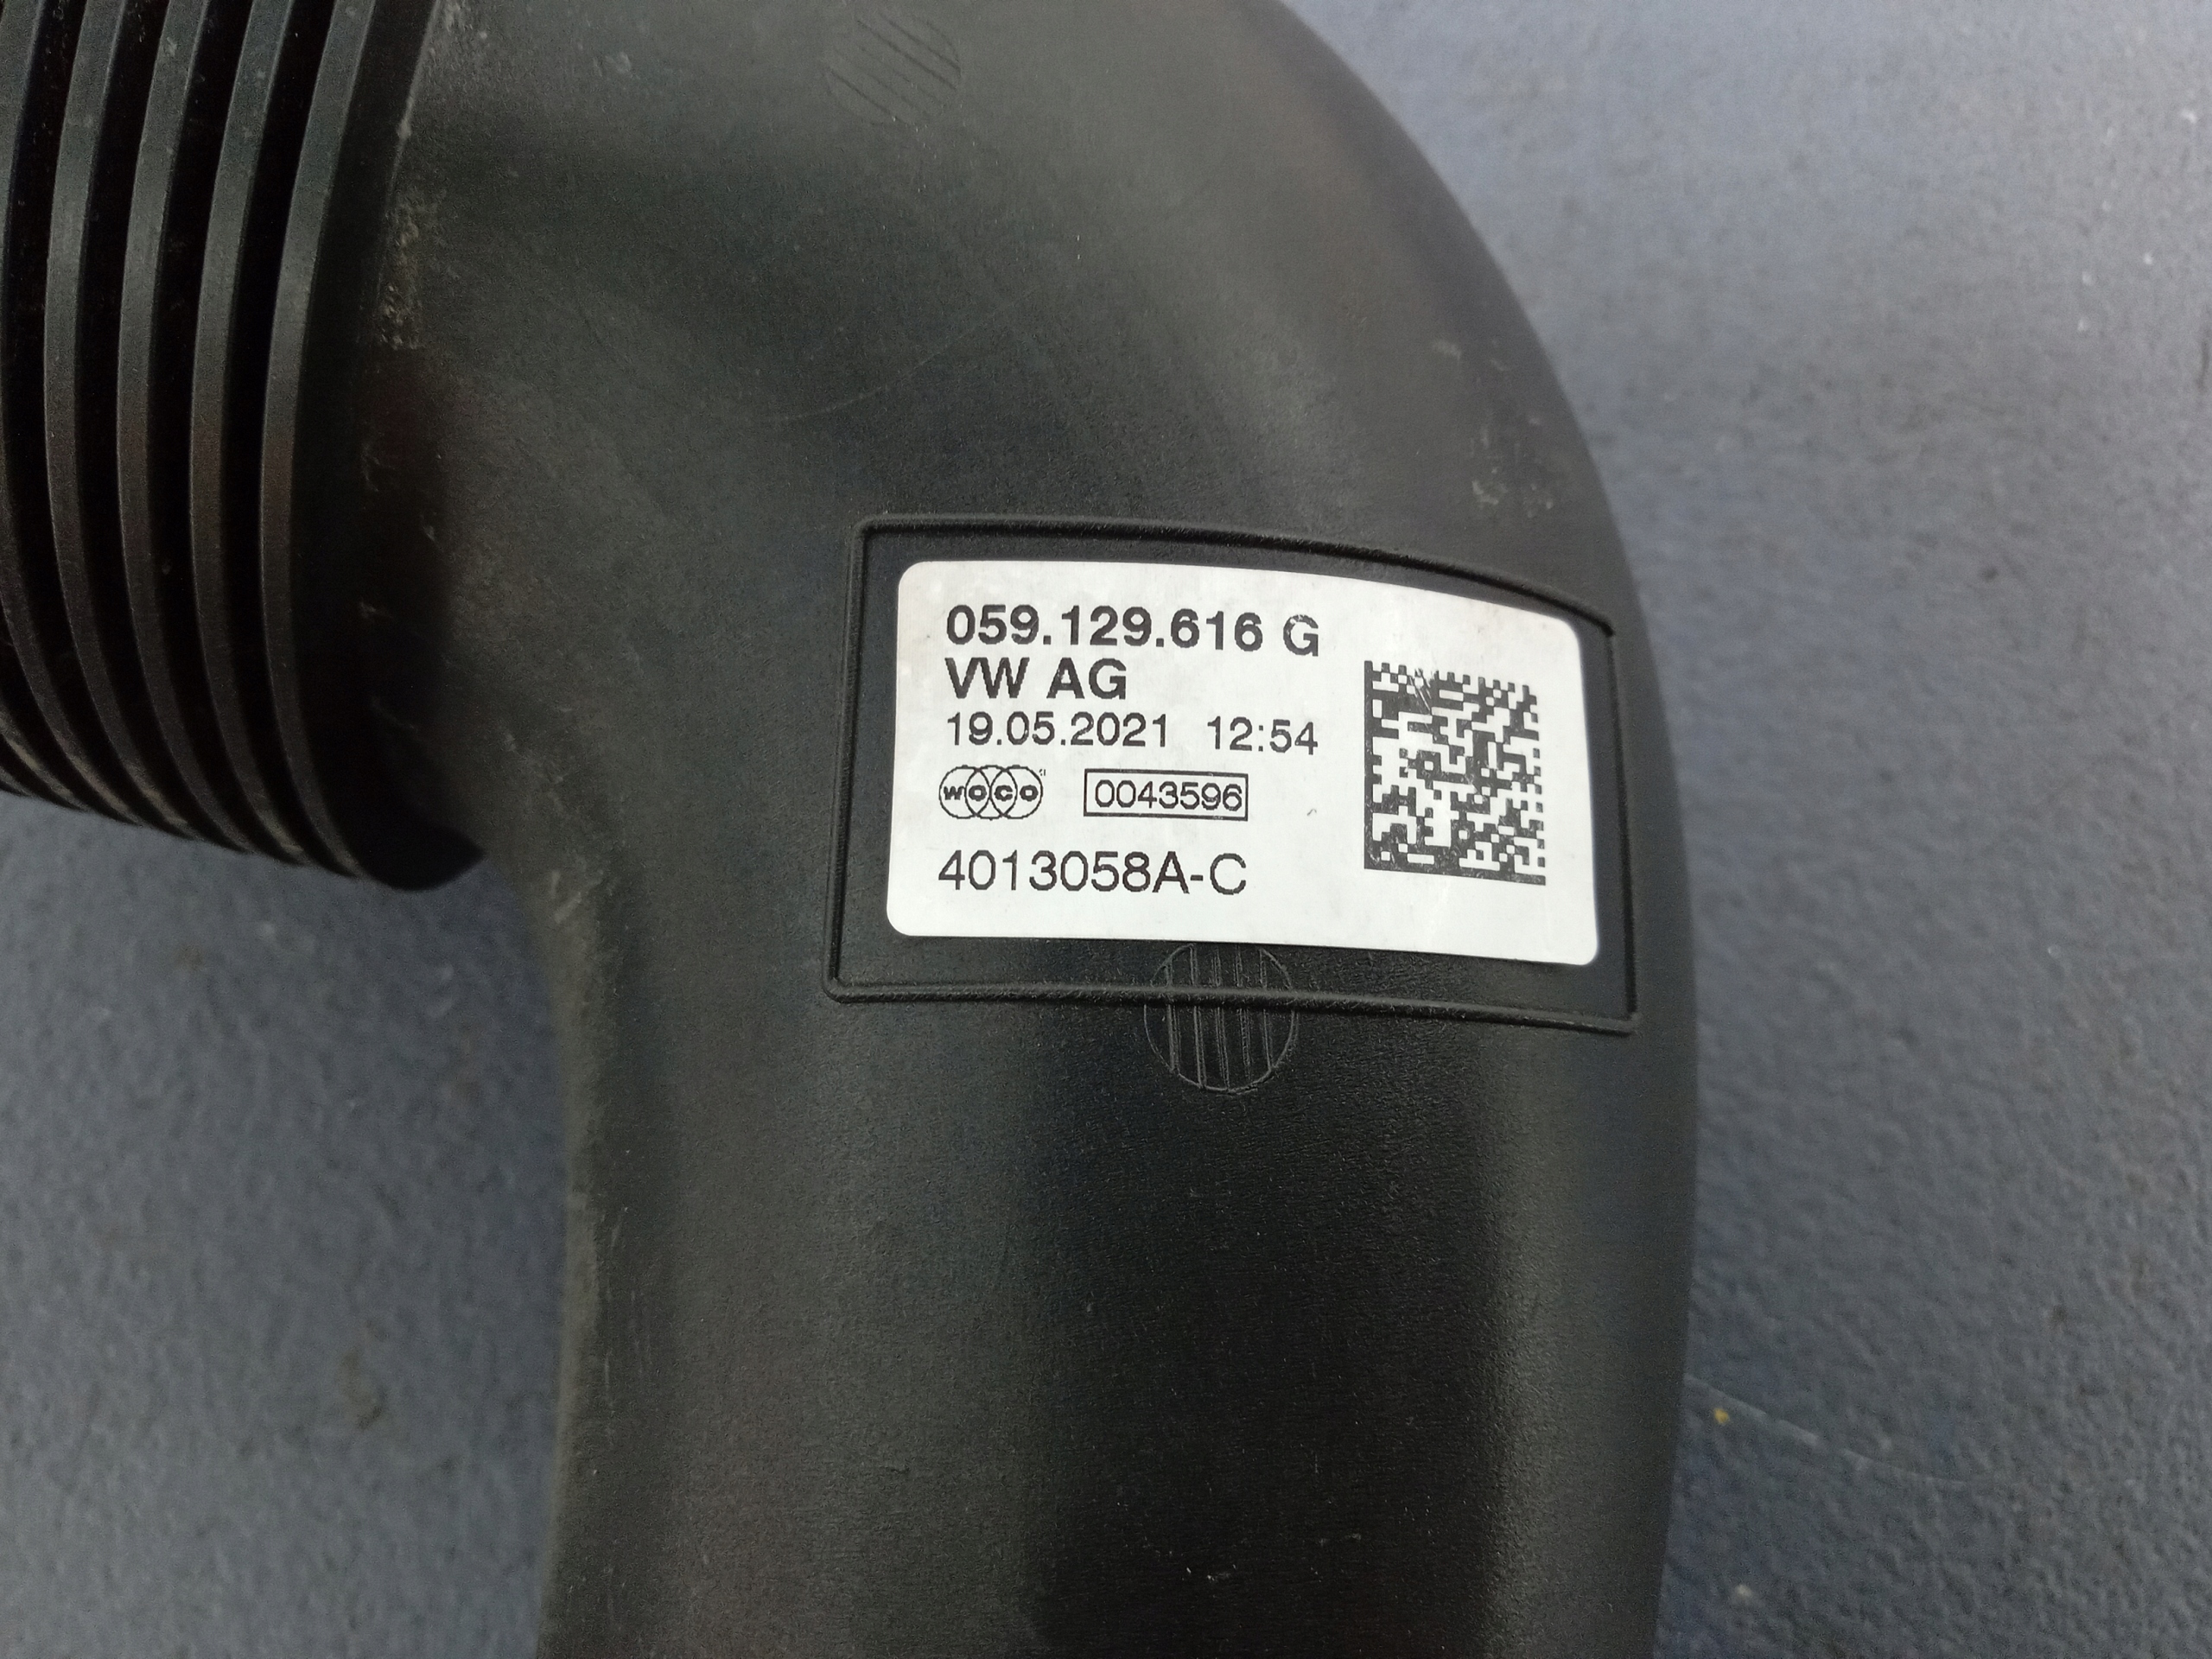 059.129.616 G
VW AG
19.05.2021 12:54
WOCO 0043596
4013058A-C